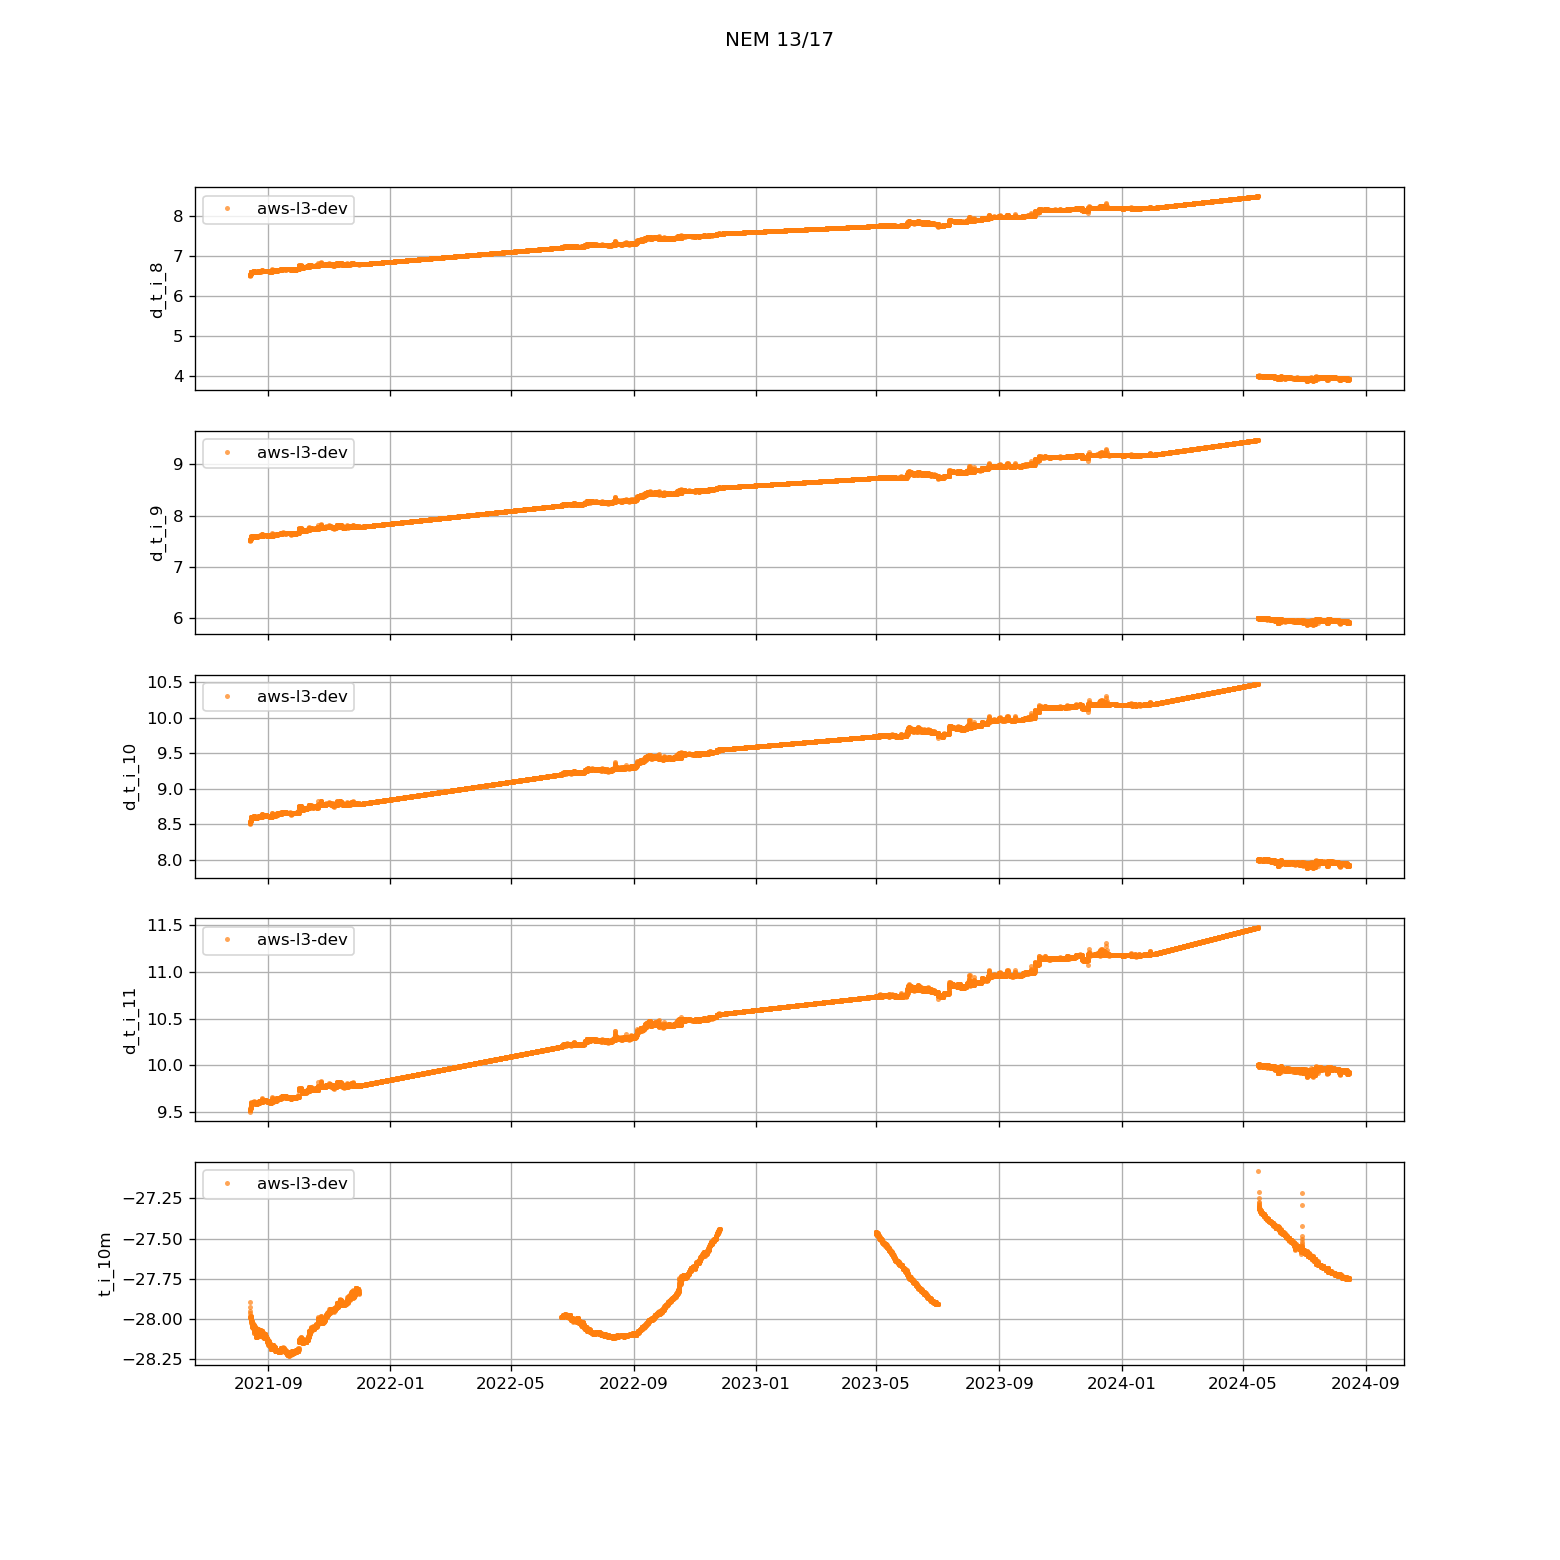 NEM 13/17
aws-l3-dev
8
7
6
5
4
d_t_i_8
aws-l3-dev
9
8
7
6
d_t_i_9
aws-l3-dev
10.5
10.0
9.5
9.0
8.5
8.0
d_t_i_10
aws-l3-dev
11.5
11.0
10.5
10.0
9.5
d_t_i_11
aws-l3-dev
−27.25
−27.50
−27.75
−28.00
−28.25
t_i_10m
2021-09 2022-01 2022-05 2022-09 2023-01 2023-05 2023-09 2024-01 2024-05 2024-09